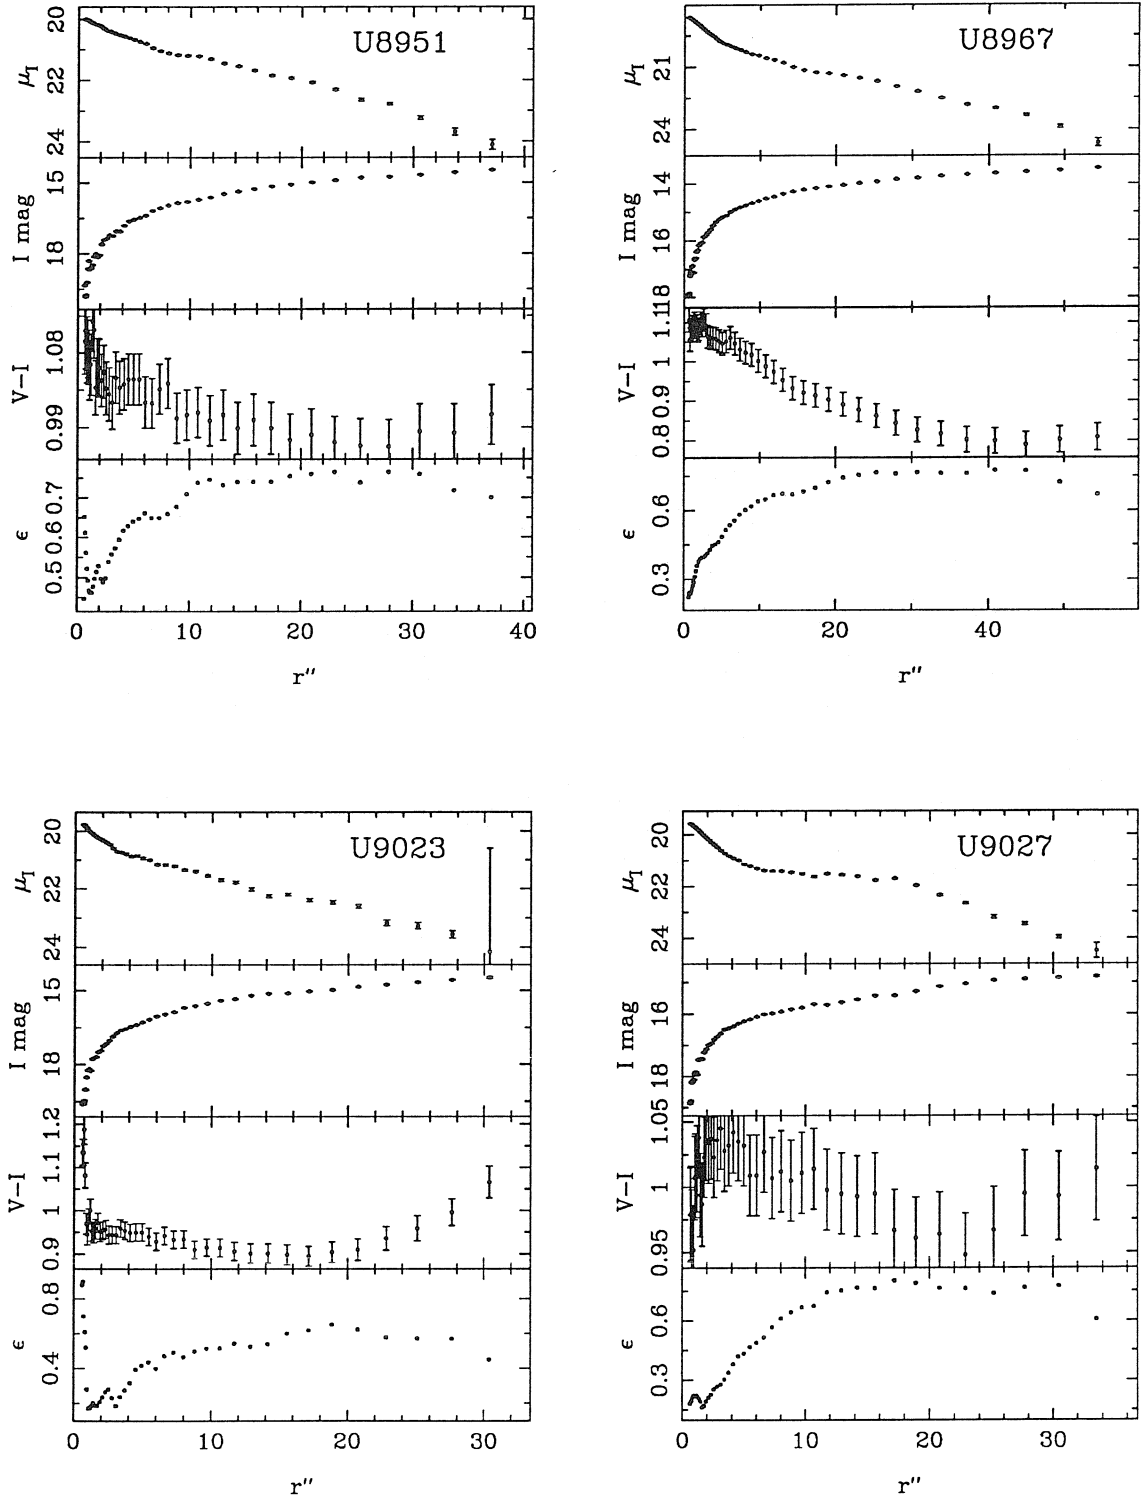 U8951
μI
20
22
24
I mag
15
18
V−I
1.08
0.99
ϵ
0.7
0.6
0.5
0 10 20 30 40
r″
U8967
μI
21
24
I mag
14
16
18
V−I
1.1
1
0.9
0.8
ϵ
0.6
0.3
0 20 40
r″
U9023
μI
20
22
24
I mag
15
18
V−I
1.2
1.1
1
0.9
ϵ
0.8
0.4
0 10 20 30
r″
U9027
μI
20
22
24
I mag
16
18
V−I
1.05
1
0.95
ϵ
0.6
0.3
0 10 20 30
r″